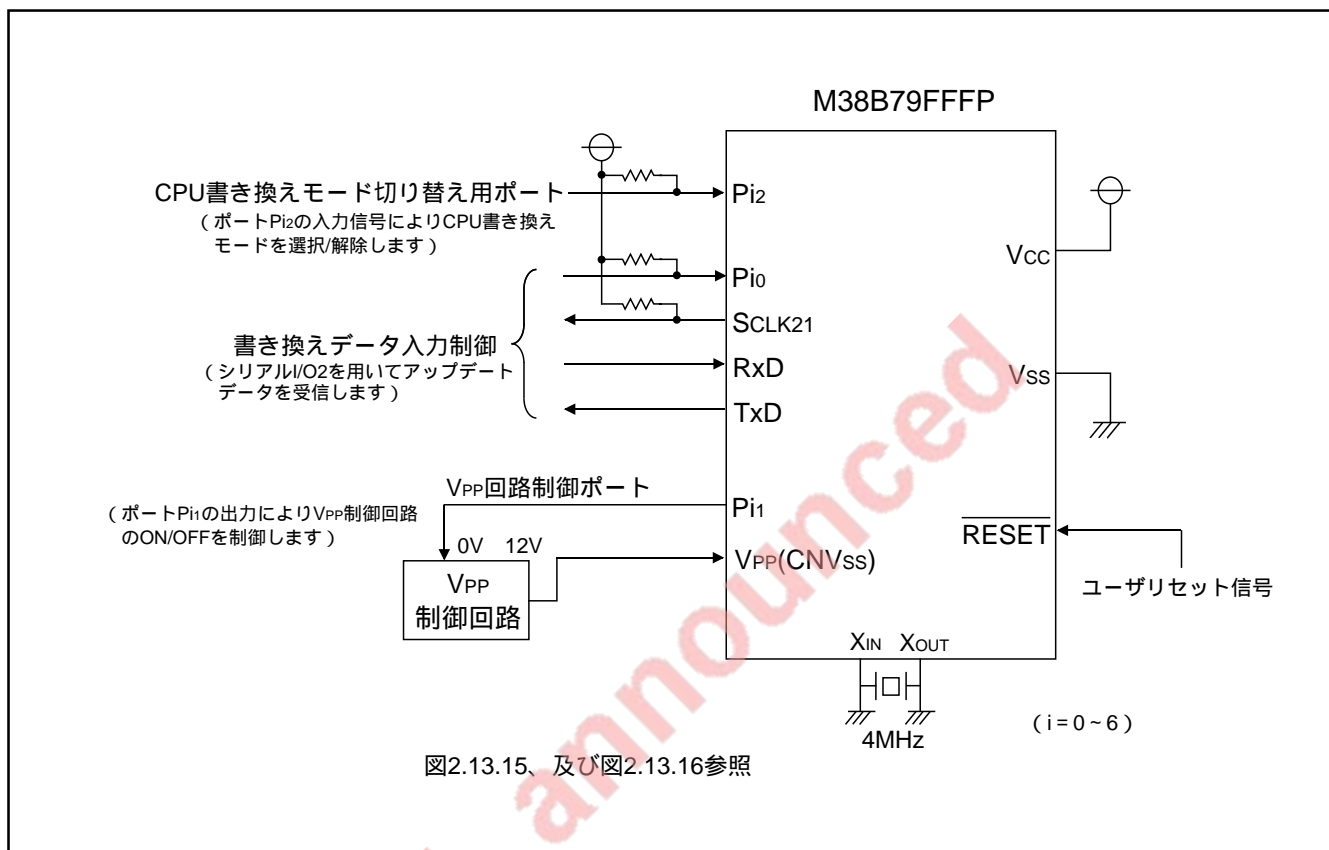 M38B79FFFP
CPU書き換えモード切り替え用ポート
(ポートPi2の入力信号によりCPU書き換え
モードを選択/解除します)
Pi2
VCC
Pi0
SCLK21
書き換えデータ入力制御
(シリアルI/O2を用いてアップデート
データを受信します)
RxD
TxD
VSS
VPP回路制御ポート
(ポートPi1の出力によりVPP制御回路
のON/OFFを制御します)
Pi1
0V 12V
VPP(CNVSS)
VPP
制御回路
RESET
ユーザリセット信号
XIN XOUT
4MHz
(i=0~6)
図2.13.15、及び図2.13.16参照
announced